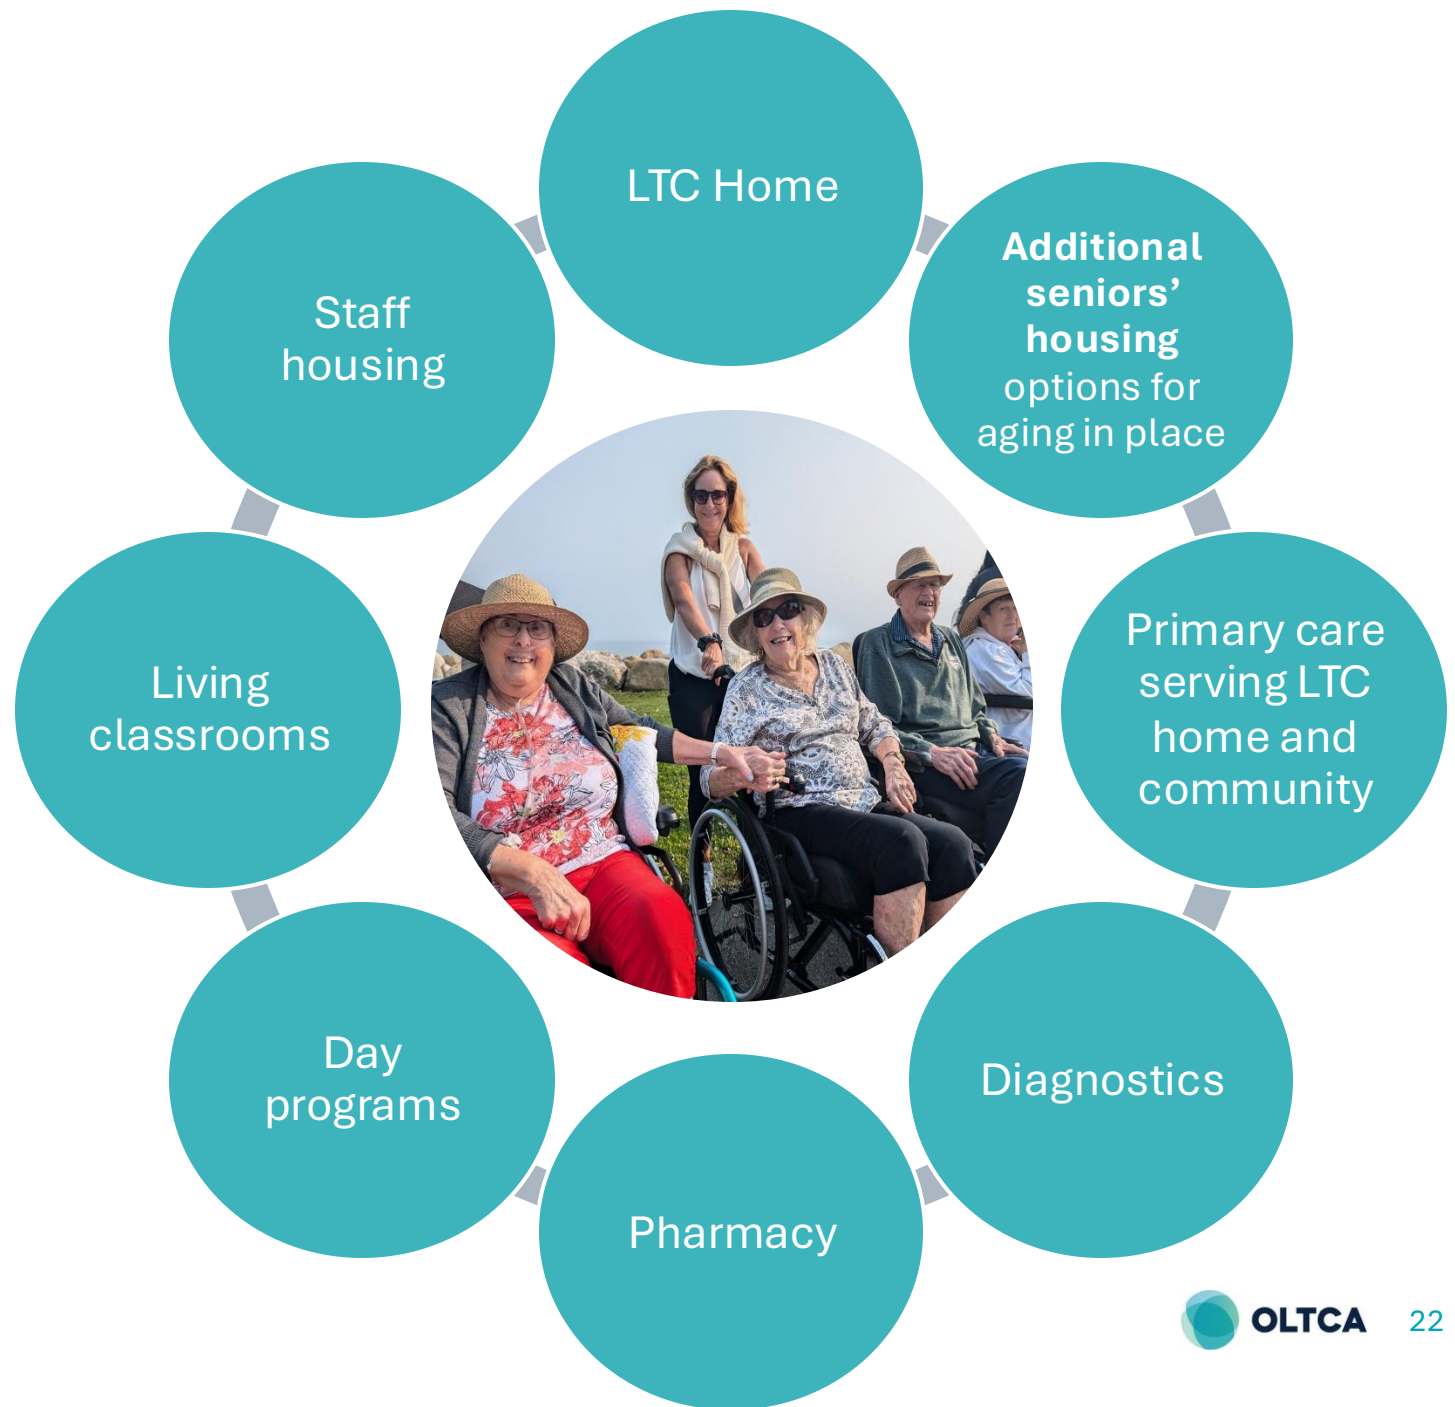 LTC Home
Additional
seniors’
housing
options for
aging in place
Primary care
serving LTC
home and
community
Diagnostics
Pharmacy
Day
programs
Living
classrooms
Staff
housing
OLTCA
22